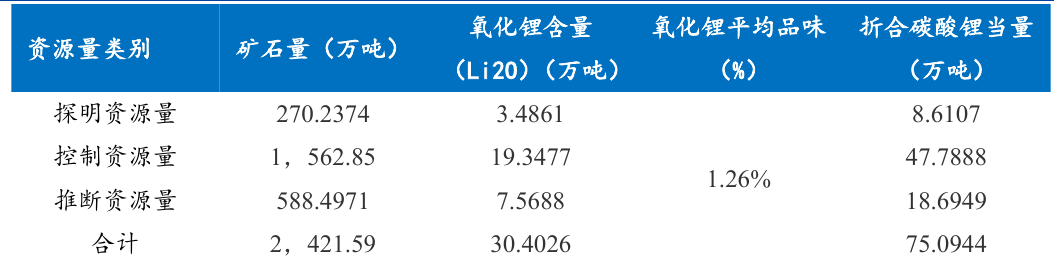 资源量类别 矿石量（万吨） 氧化锂含量（Li2O）（万吨） 氧化锂平均品味（%） 折合碳酸锂当量（万吨）
探明资源量 270.2374 3.4861 8.6107
控制资源量 1，562.85 19.3477 47.7888
1.26%
推断资源量 588.4971 7.5688 18.6949
合计 2，421.59 30.4026 75.0944